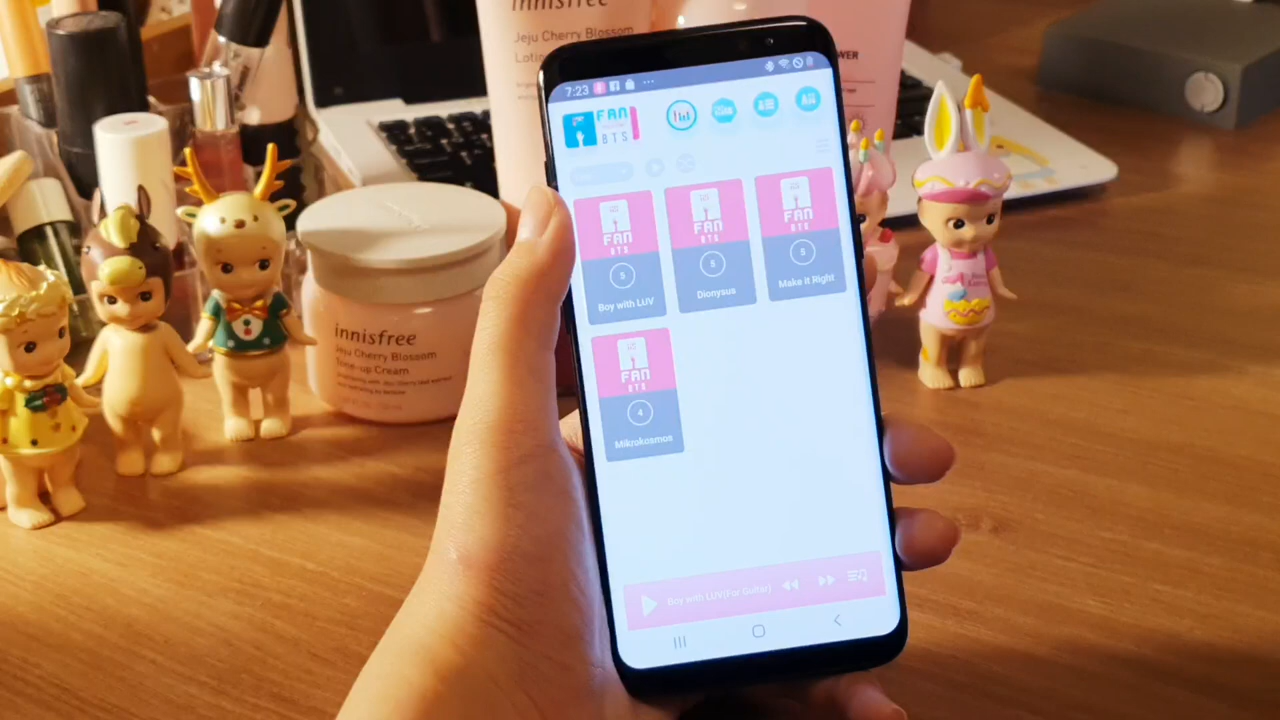 innisfree
Jeju Cherry Blossom
Lotio
WER
7:23
FAN
BTS
FAN
BTS
5
Boy with LUV
FAN
BTS
5
Dionysus
FAN
BTS
5
Make It Right
FAN
BTS
4
Mikrokosmos
Boy with LUV(For Guitar)
innisfree
Jeju Cherry Blossom
Tone-up Cream